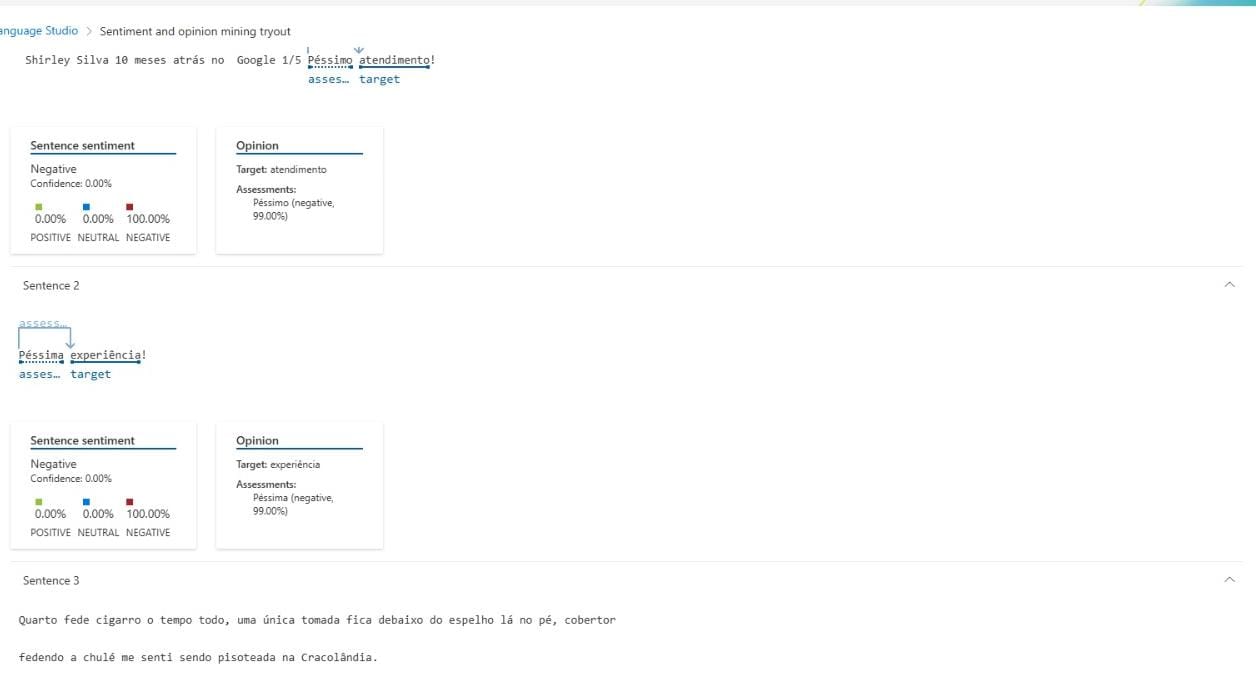 anguage Studio > Sentiment and opinion mining tryout
Shirley Silva 10 meses atrás no Google 1/5 Péssimo atendimento!
asses… target
Sentence sentiment
Negative
Confidence: 0.00%
0.00% 0.00% 100.00%
POSITIVE NEUTRAL NEGATIVE
Opinion
Target: atendimento
Assessments:
Péssimo (negative,
99.00%)
Sentence 2
assess…
Péssima experiência!
asses… target
Sentence sentiment
Negative
Confidence: 0.00%
0.00% 0.00% 100.00%
POSITIVE NEUTRAL NEGATIVE
Opinion
Target: experiência
Assessments:
Péssima (negative,
99.00%)
Sentence 3
Quarto fede cigarro o tempo todo, uma única tomada fica debaixo do espelho lá no pé, cobertor
fedendo a chulé me senti sendo pisoteada na Cracolândia.